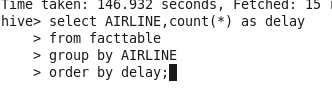 Time taken: 146.932 seconds, Fetched: 15
hive> select AIRLINE,count(*) as delay
    > from facttable
    > group by AIRLINE
    > order by delay;